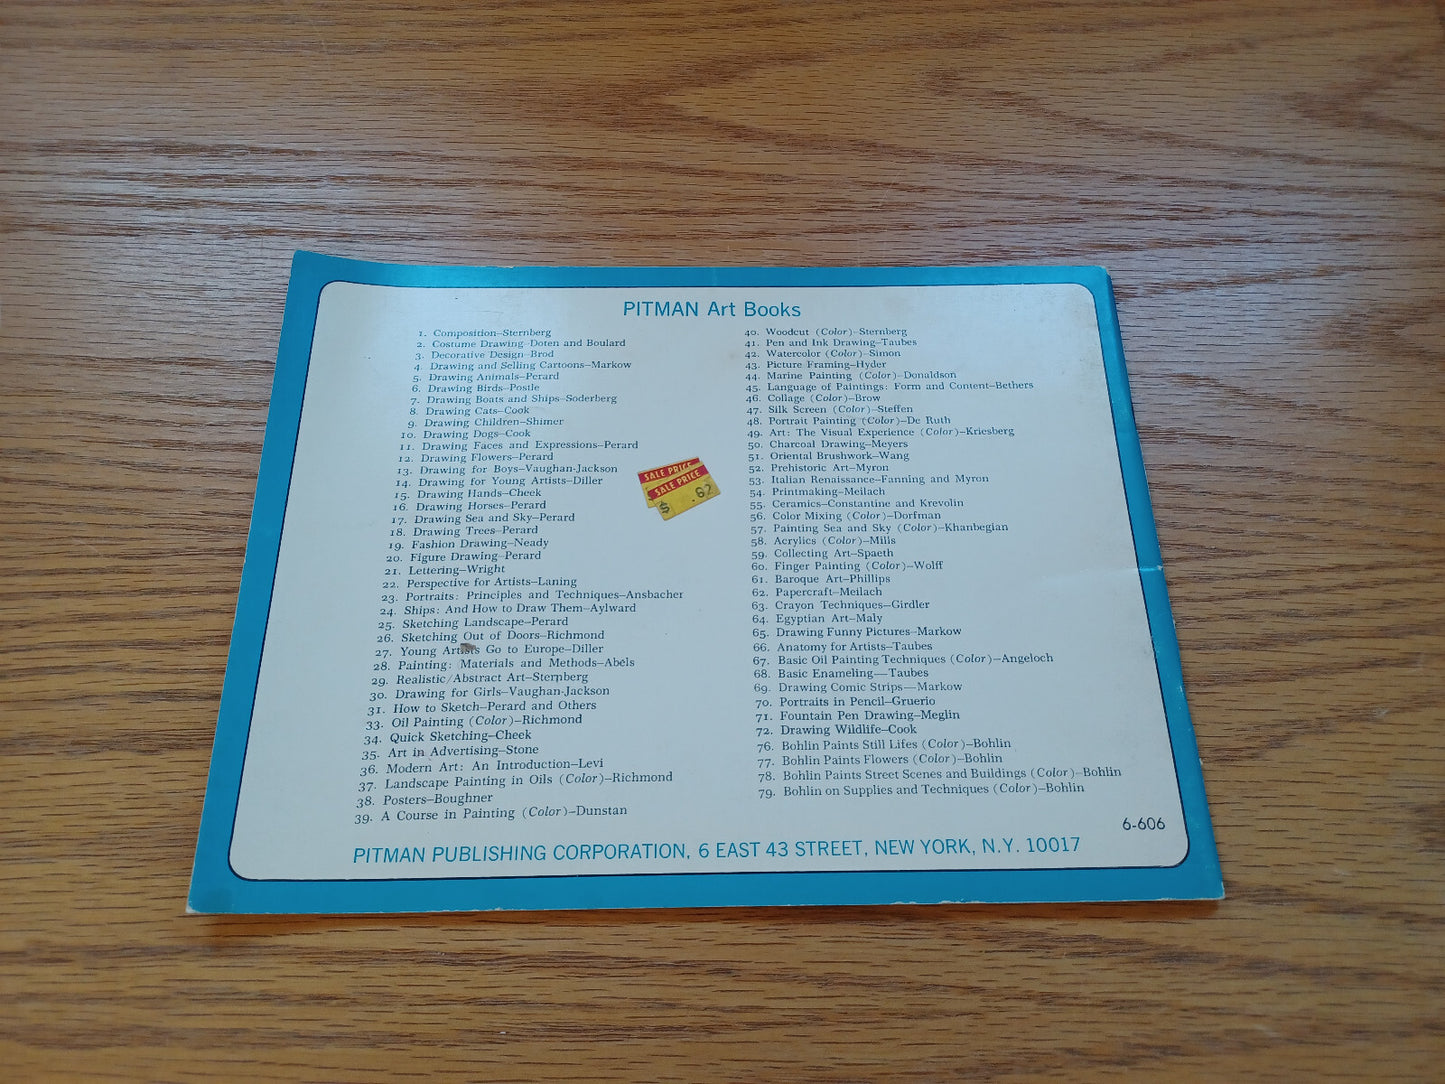 PITMAN Art Books
1. Composition–Sternberg
2. Costume Drawing–Doten and Boulard
3. Decorative Design–Brod
4. Drawing and Selling Cartoons–Markow
5. Drawing Animals–Perard
6. Drawing Birds–Postle
7. Drawing Boats and Ships–Soderberg
8. Drawing Cats–Cook
9. Drawing Children–Shimer
10. Drawing Dogs–Cook
11. Drawing Faces and Expressions–Perard
12. Drawing Flowers–Perard
13. Drawing for Boys–Vaughan-Jackson
14. Drawing for Young Artists–Diller
15. Drawing Hands–Cheek
16. Drawing Horses–Perard
17. Drawing Sea and Sky–Perard
18. Drawing Trees–Perard
19. Fashion Drawing–Neady
20. Figure Drawing–Perard
21. Lettering–Wright
22. Perspective for Artists–Laning
23. Portraits: Principles and Techniques–Ansbacher
24. Ships: And How to Draw Them–Aylward
25. Sketching Landscape–Perard
26. Sketching Out of Doors–Richmond
27. Young Artists Go to Europe–Diller
28. Painting: Materials and Methods–Abels
29. Realistic/Abstract Art–Sternberg
30. Drawing for Girls–Vaughan-Jackson
31. How to Sketch–Perard and Others
33. Oil Painting (Color)–Richmond
34. Quick Sketching–Cheek
35. Art in Advertising–Stone
36. Modern Art: An Introduction–Levi
37. Landscape Painting in Oils (Color)–Richmond
38. Posters–Boughner
39. A Course in Painting (Color)–Dunstan
40. Woodcut (Color)–Sternberg
41. Pen and Ink Drawing–Taubes
42. Watercolor (Color)–Simon
43. Picture Framing–Hyder
44. Marine Painting (Color)–Donaldson
45. Language of Paintings: Form and Content–Bethers
46. Collage (Color)–Brow
47. Silk Screen (Color)–Steffen
48. Portrait Painting (Color)–De Ruth
49. Art: The Visual Experience (Color)–Kriesberg
50. Charcoal Drawing–Meyers
51. Oriental Brushwork–Wang
52. Prehistoric Art–Myron
53. Italian Renaissance–Fanning and Myron
54. Printmaking–Meilach
55. Ceramics–Constantine and Krevolin
56. Color Mixing (Color)–Dorfman
57. Painting Sea and Sky (Color)–Khanbegian
58. Acrylics (Color)–Mills
59. Collecting Art–Spaeth
60. Finger Painting (Color)–Wolff
61. Baroque Art–Phillips
62. Papercraft–Meilach
63. Crayon Techniques–Girdler
64. Egyptian Art–Maly
65. Drawing Funny Pictures–Markow
66. Anatomy for Artists–Taubes
67. Basic Oil Painting Techniques (Color)–Angeloch
68. Basic Enameling—Taubes
69. Drawing Comic Strips—Markow
70. Portraits in Pencil–Gruerio
71. Fountain Pen Drawing–Meglin
72. Drawing Wildlife–Cook
76. Bohlin Paints Still Lifes (Color)–Bohlin
77. Bohlin Paints Flowers (Color)–Bohlin
78. Bohlin Paints Street Scenes and Buildings (Color)–Bohlin
79. Bohlin on Supplies and Techniques (Color)–Bohlin
SALE PRICE
SALE PRICE
$ .62
6-606
PITMAN PUBLISHING CORPORATION, 6 EAST 43 STREET, NEW YORK, N.Y. 10017